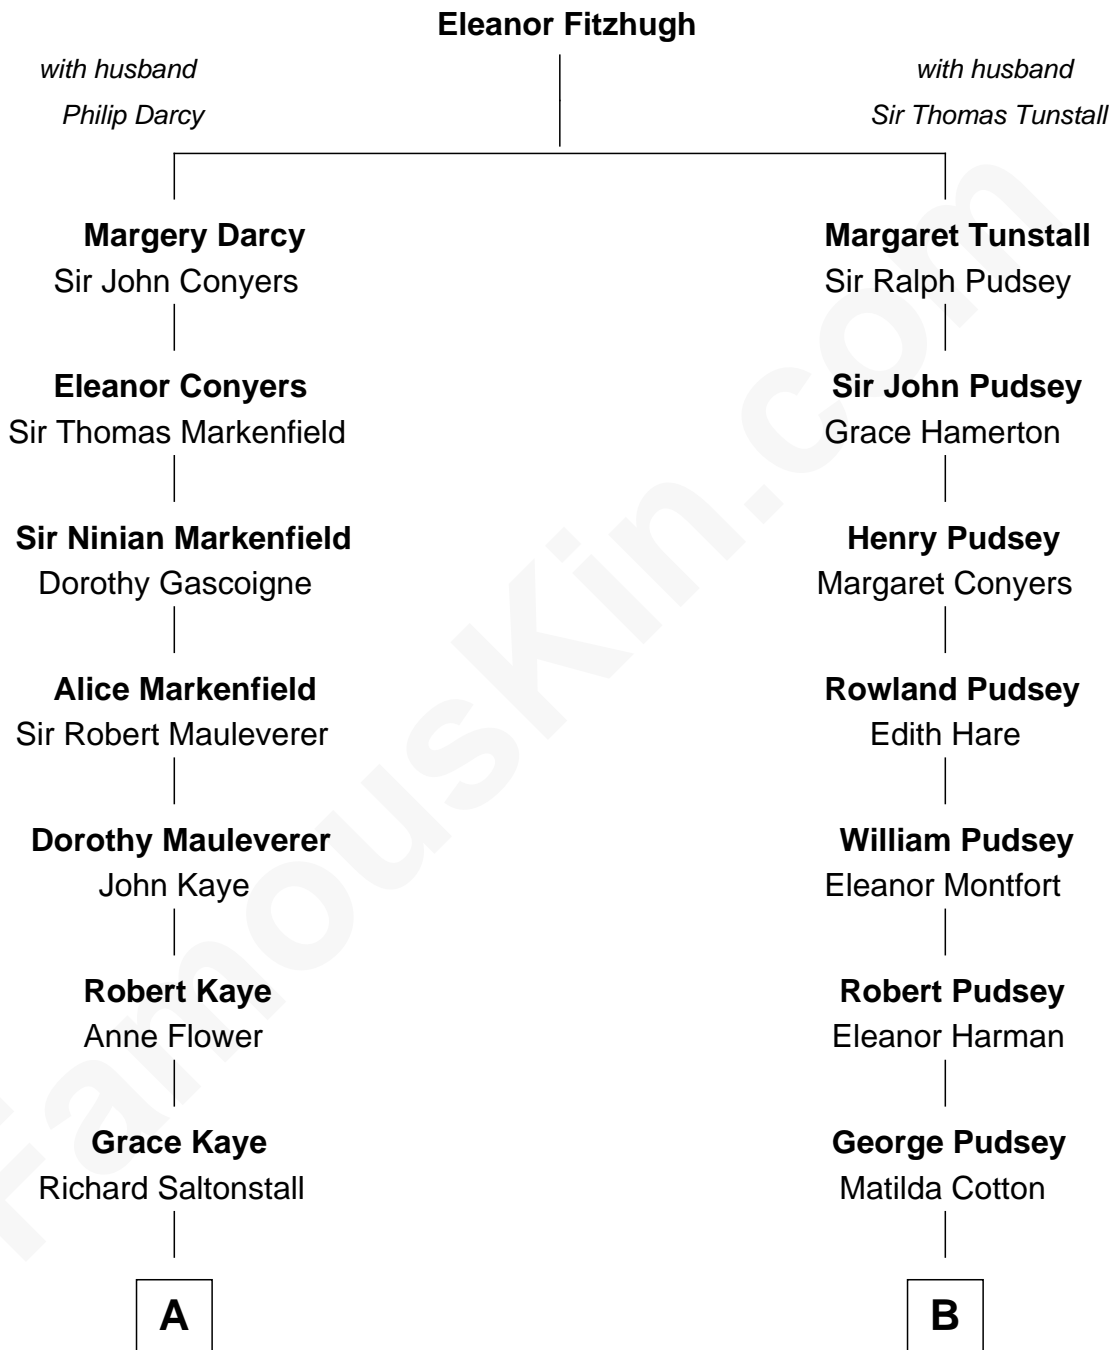 Eleanor Fitzhugh
with husband
Philip Darcy
with husband
Sir Thomas Tunstall
Margery Darcy
Sir John Conyers
Margaret Tunstall
Sir Ralph Pudsey
Eleanor Conyers
Sir Thomas Markenfield
Sir John Pudsey
Grace Hamerton
Sir Ninian Markenfield
Dorothy Gascoigne
Henry Pudsey
Margaret Conyers
Alice Markenfield
Sir Robert Mauleverer
Rowland Pudsey
Edith Hare
Dorothy Mauleverer
John Kaye
William Pudsey
Eleanor Montfort
Robert Kaye
Anne Flower
Robert Pudsey
Eleanor Harman
Grace Kaye
Richard Saltonstall
George Pudsey
Matilda Cotton
A
B
FamousKin.com